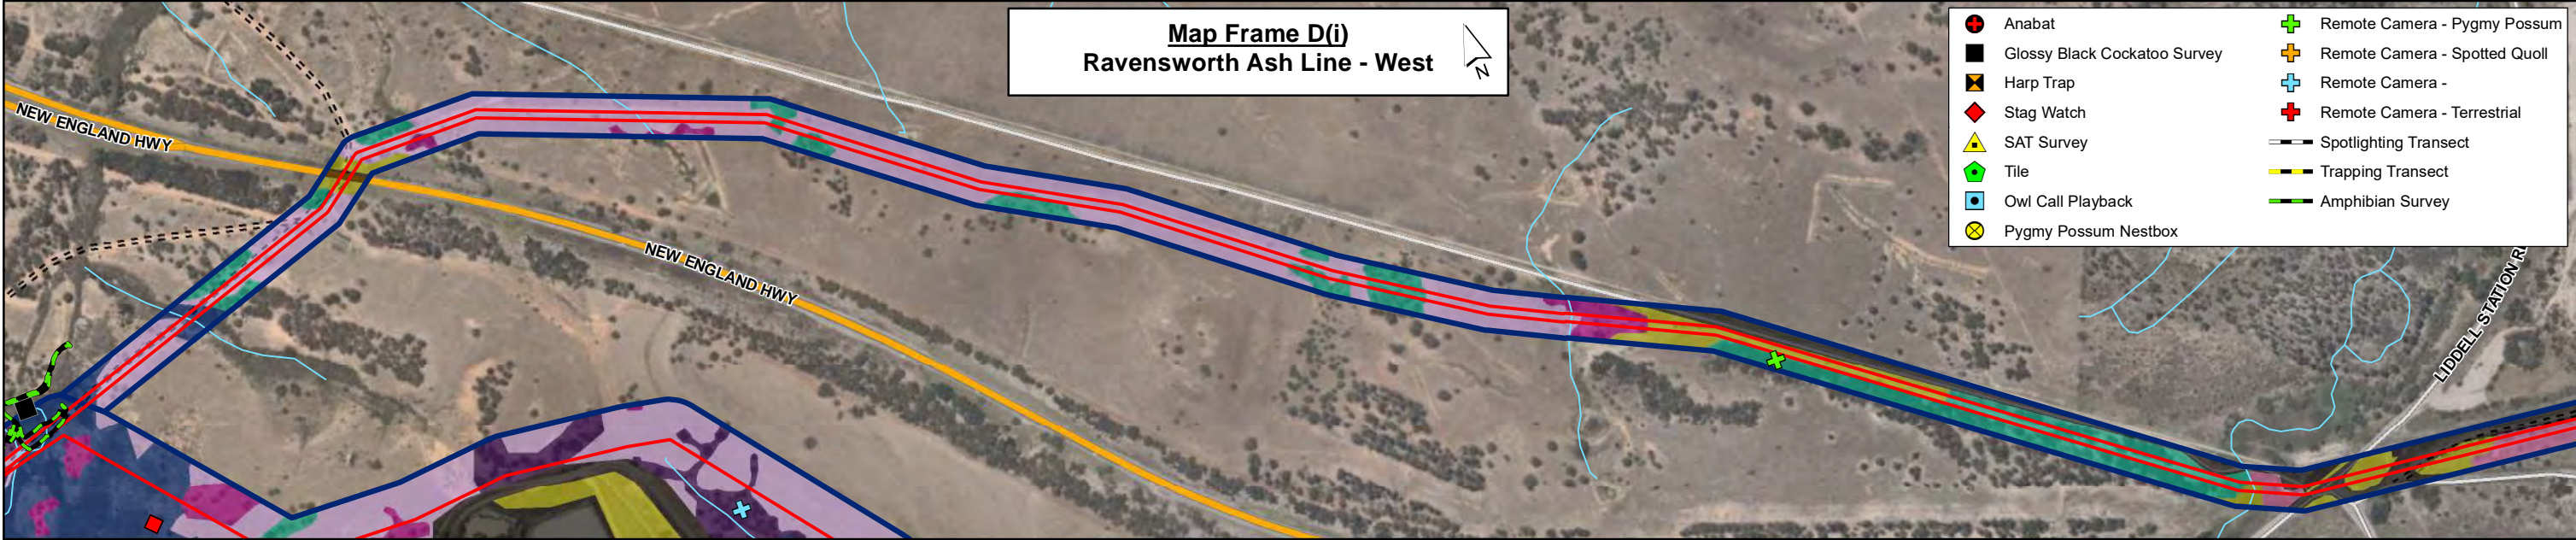 Map Frame D(i)
Ravensworth Ash Line - West
N
Anabat
Glossy Black Cockatoo Survey
Harp Trap
Stag Watch
SAT Survey
Tile
Owl Call Playback
Pygmy Possum Nestbox
Remote Camera - Pygmy Possum
Remote Camera - Spotted Quoll
Remote Camera -
Remote Camera - Terrestrial
Spotlighting Transect
Trapping Transect
Amphibian Survey
NEW ENGLAND HWY
NEW ENGLAND HWY
LIDDELL STATION R